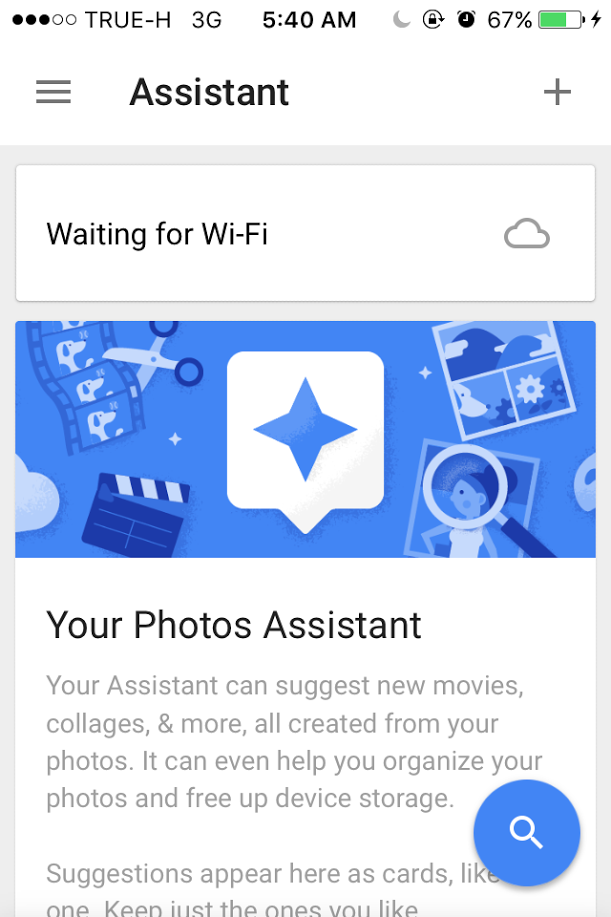 TRUE-H 3G 5:40 AM 67%
Assistant
Waiting for Wi-Fi
Your Photos Assistant
Your Assistant can suggest new movies,
collages, & more, all created from your
photos. It can even help you organize your
photos and free up device storage.
Suggestions appear here as cards, like
one. Keep just the ones you like